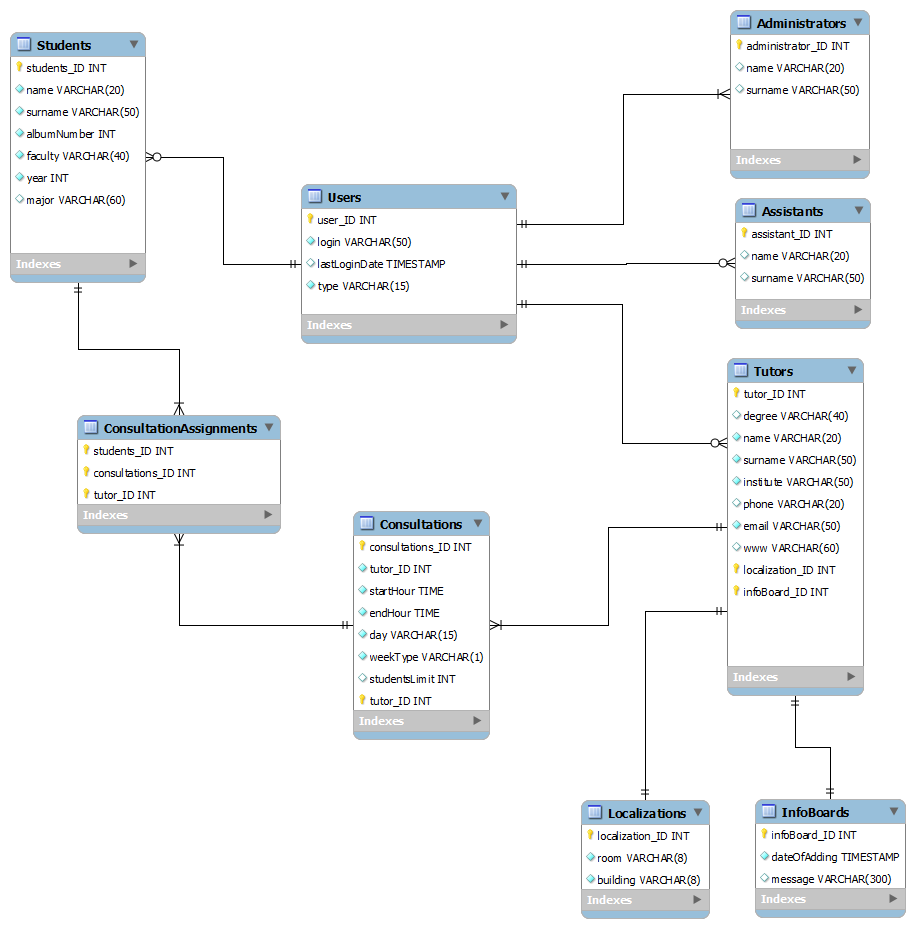 Students
students_ID INT
name VARCHAR(20)
surname VARCHAR(50)
albumNumber INT
faculty VARCHAR(40)
year INT
major VARCHAR(60)
Indexes
Users
user_ID INT
login VARCHAR(50)
lastLoginDate TIMESTAMP
type VARCHAR(15)
Indexes
Administrators
administrator_ID INT
name VARCHAR(20)
surname VARCHAR(50)
Indexes
Assistants
assistant_ID INT
name VARCHAR(20)
surname VARCHAR(50)
Indexes
Tutors
tutor_ID INT
degree VARCHAR(40)
name VARCHAR(20)
surname VARCHAR(50)
institute VARCHAR(50)
phone VARCHAR(20)
email VARCHAR(50)
www VARCHAR(60)
localization_ID INT
infoBoard_ID INT
Indexes
ConsultationAssignments
students_ID INT
consultations_ID INT
tutor_ID INT
Indexes
Consultations
consultations_ID INT
tutor_ID INT
startHour TIME
endHour TIME
day VARCHAR(15)
weekType VARCHAR(1)
studentsLimit INT
tutor_ID INT
Indexes
Localizations
localization_ID INT
room VARCHAR(8)
building VARCHAR(8)
Indexes
InfoBoards
infoBoard_ID INT
dateOfAdding TIMESTAMP
message VARCHAR(300)
Indexes